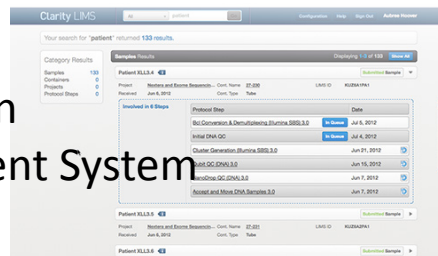 Clarity LIMS
All patient
Configuration Help Sign Out Aubree Hoover
Your search for "patient" returned 133 results.
Category Results
Samples 133
Containers 0
Projects 0
Protocol Steps 0
Samples Results Displaying 1-5 of 133 Show All
Patient XLL3.4 Submitted Sample
Project Nextera and Exome Sequencin... Cont. Name 27-230 LIMS ID
Received Jun 6, 2012 Cont. Type Tube
Involved in 6 Steps
Protocol Step Date
Bcl Conversion & Demultiplexing (Illumina SBS) 3.0 In Queue Jul 5, 2012
Initial DNA QC In Queue Jul 4, 2012
Cluster Generation (Illumina SBS) 3.0 Jun 21, 2012
Qubit QC (DNA) 3.0 Jun 15, 2012
NanoDrop QC (DNA) 3.0 Jun 7, 2012
Accept and Move DNA Samples 3.0 Jun 7, 2012
n
ent System
Patient XLL3.5 Submitted Sample
Project Nextera and Exome Sequencin... Cont. Name 27-231 LIMS ID
Received Jun 6, 2012 Cont. Type Tube
Patient XLL3.6 Submitted Sample